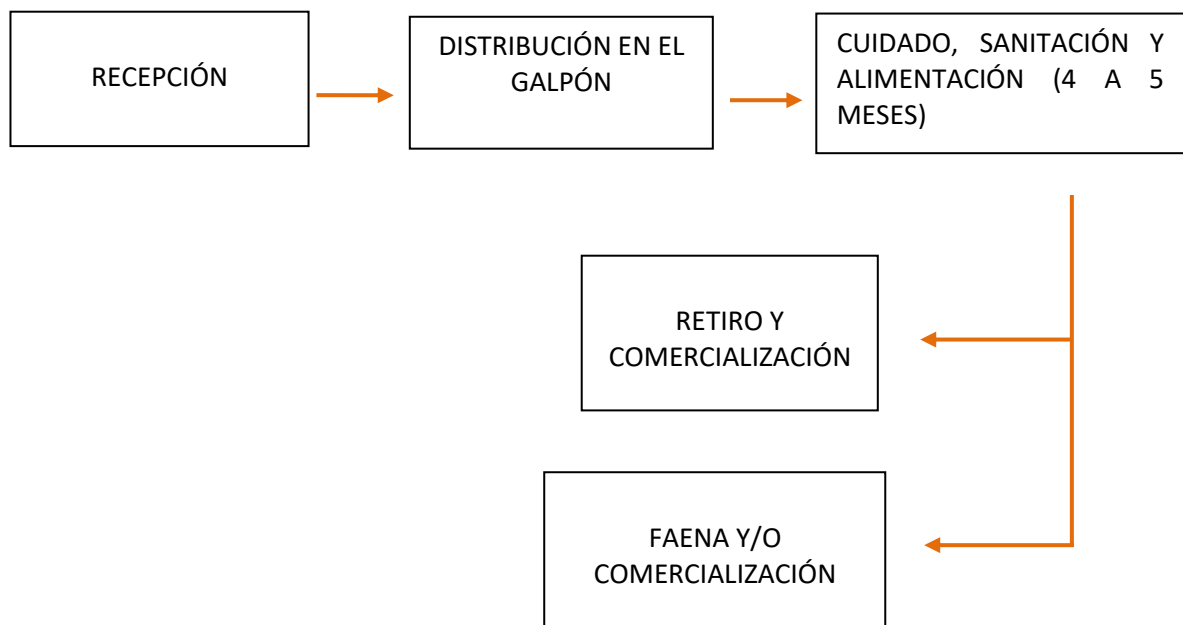 RECEPCIÓN
DISTRIBUCIÓN EN EL
GALPÓN
CUIDADO, SANITACIÓN Y
ALIMENTACIÓN (4 A 5
MESES)
RETIRO Y
COMERCIALIZACIÓN
FAENA Y/O
COMERCIALIZACIÓN